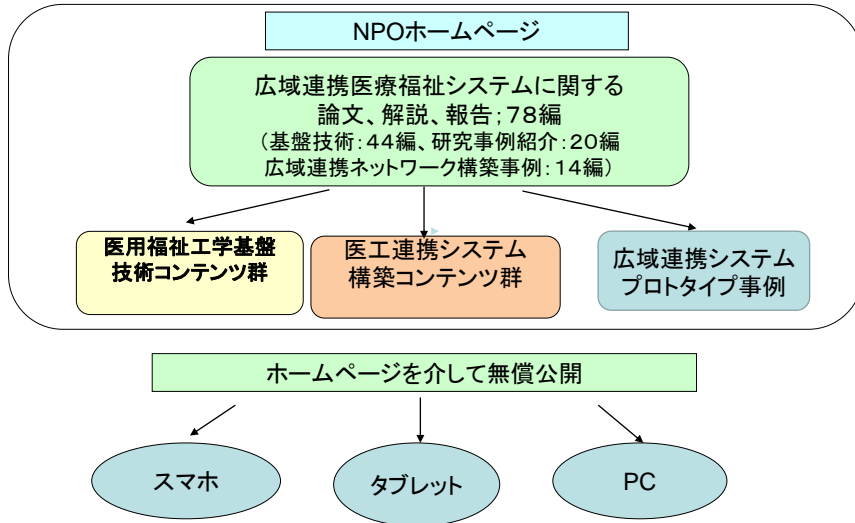 NPOホームページ
広域連携医療福祉システムに関する
論文、解説、報告;78編
(基盤技術:44編、研究事例紹介:20編
広域連携ネットワーク構築事例:14編)
医用福祉工学基盤
技術コンテンツ群
医工連携システム
構築コンテンツ群
広域連携システム
プロトタイプ事例
ホームページを介して無償公開
スマホ
タブレット
PC